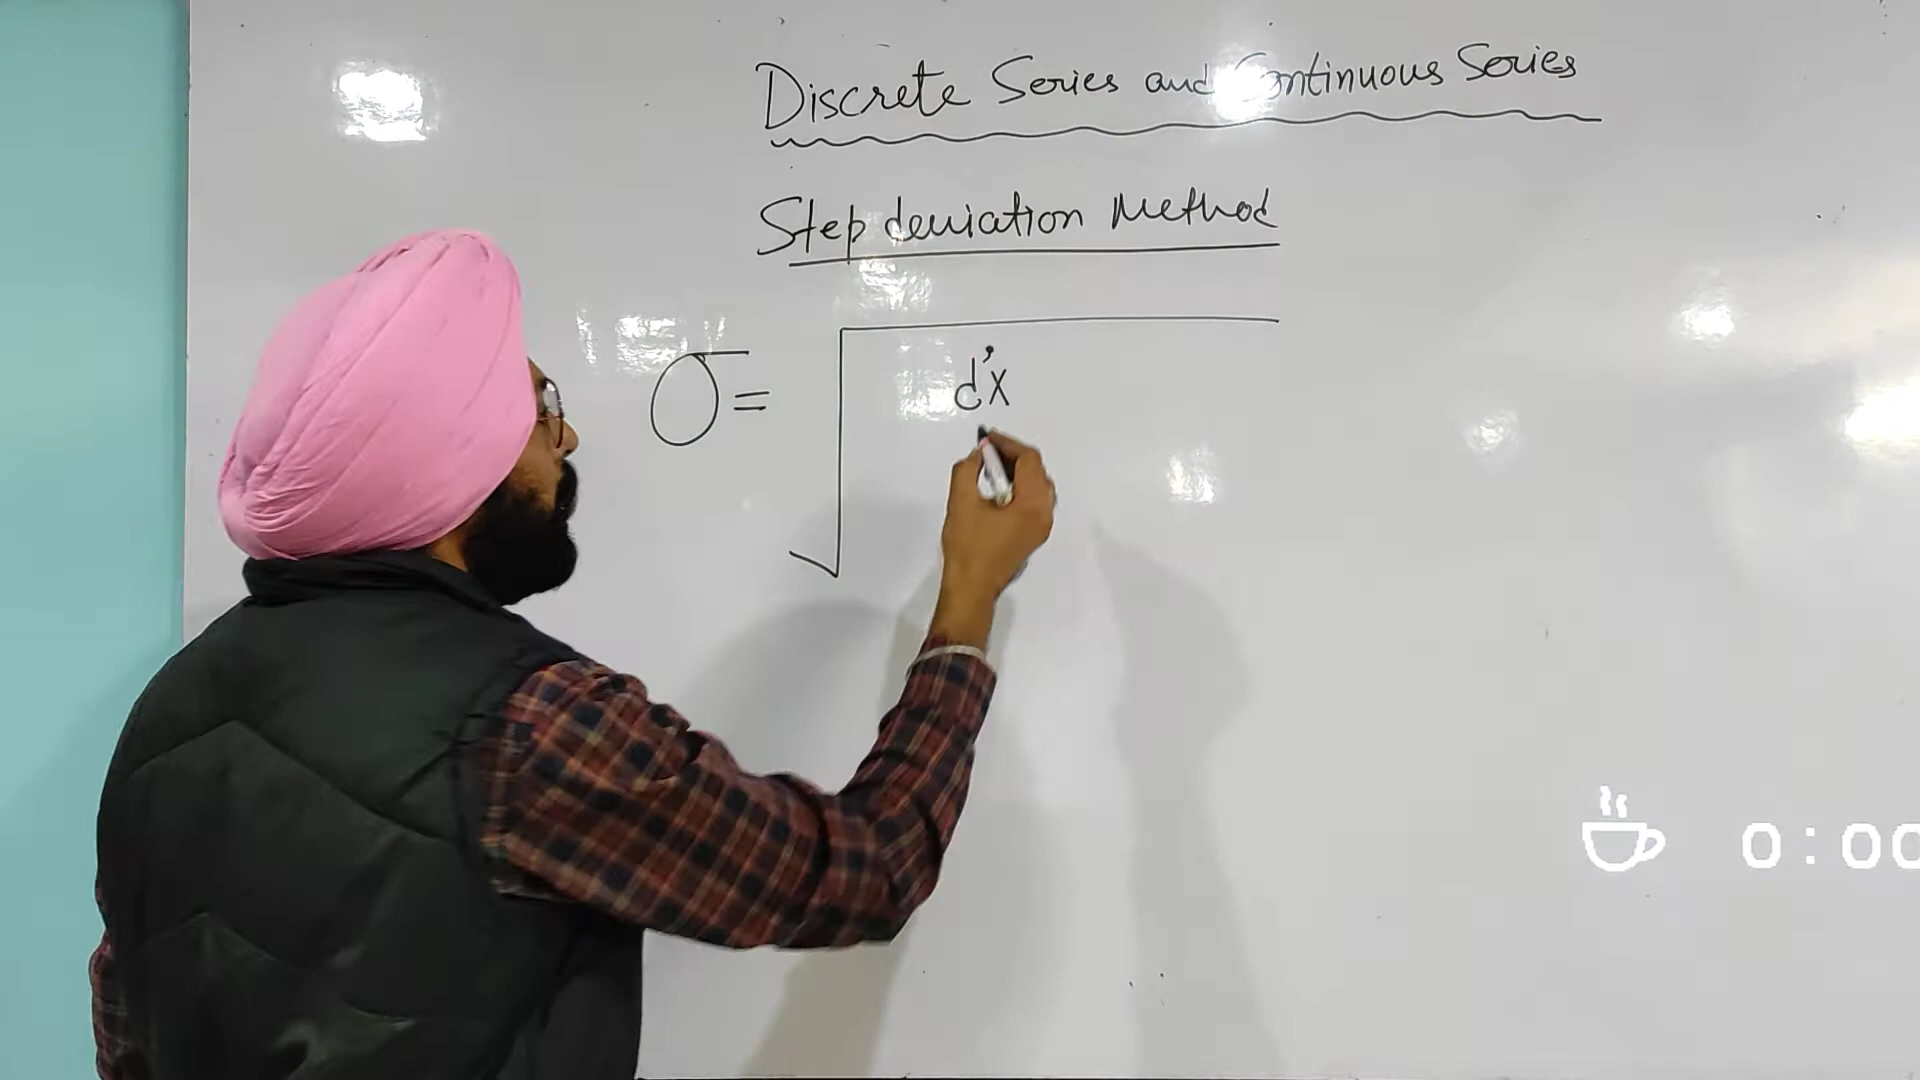 Discrete Series and Continuous Series
Step deviation Method
σ = √ d'x
0:00